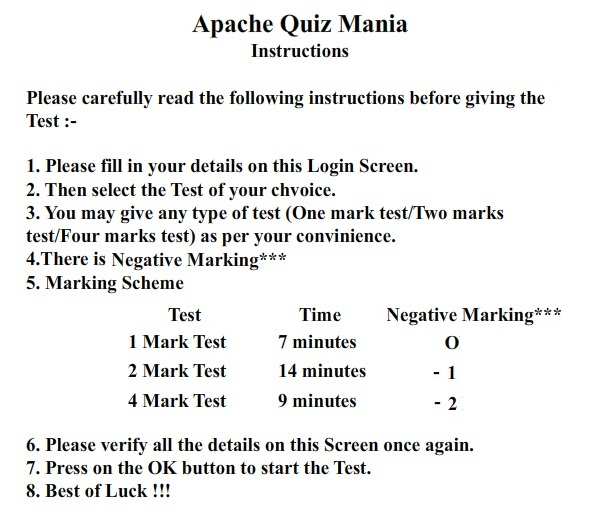 Apache Quiz Mania
Instructions
Please carefully read the following instructions before giving the
Test :-
1. Please fill in your details on this Login Screen.
2. Then select the Test of your chvoice.
3. You may give any type of test (One mark test/Two marks
test/Four marks test) as per your convinience.
4.There is Negative Marking***
5. Marking Scheme
Test Time Negative Marking***
1 Mark Test 7 minutes O
2 Mark Test 14 minutes - 1
4 Mark Test 9 minutes - 2
6. Please verify all the details on this Screen once again.
7. Press on the OK button to start the Test.
8. Best of Luck !!!